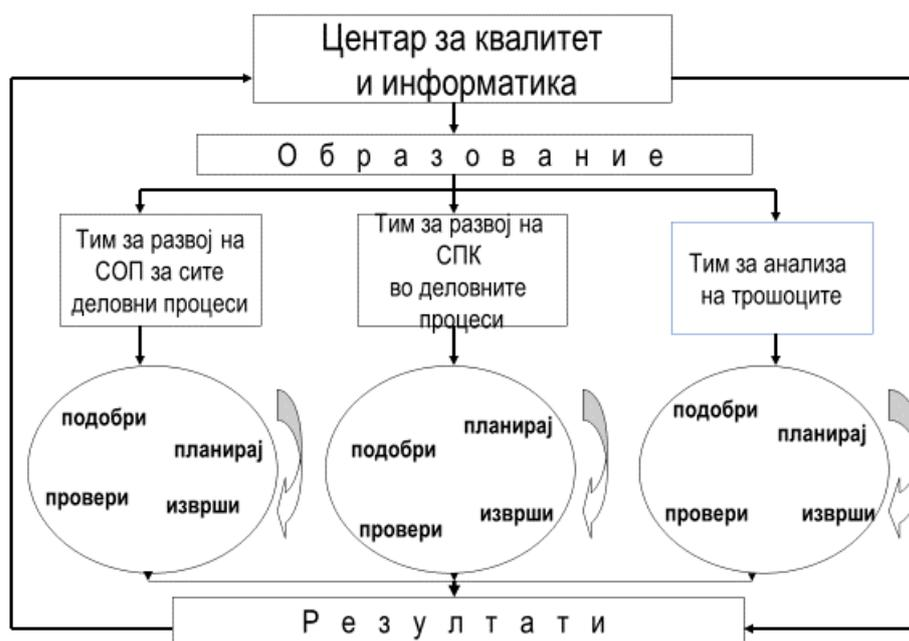 Центар за квалитет
и информатика
О б р а з о в а н и е
Тим за развој на
СОП за сите
деловни процеси
Тим за развој на
СПК
во деловните
процеси
Тим за анализа
на трошоците
подобри
планирај
провери
изврши
подобри
планирај
провери
изврши
подобри
планирај
провери
изврши
Р е з у л т а т и